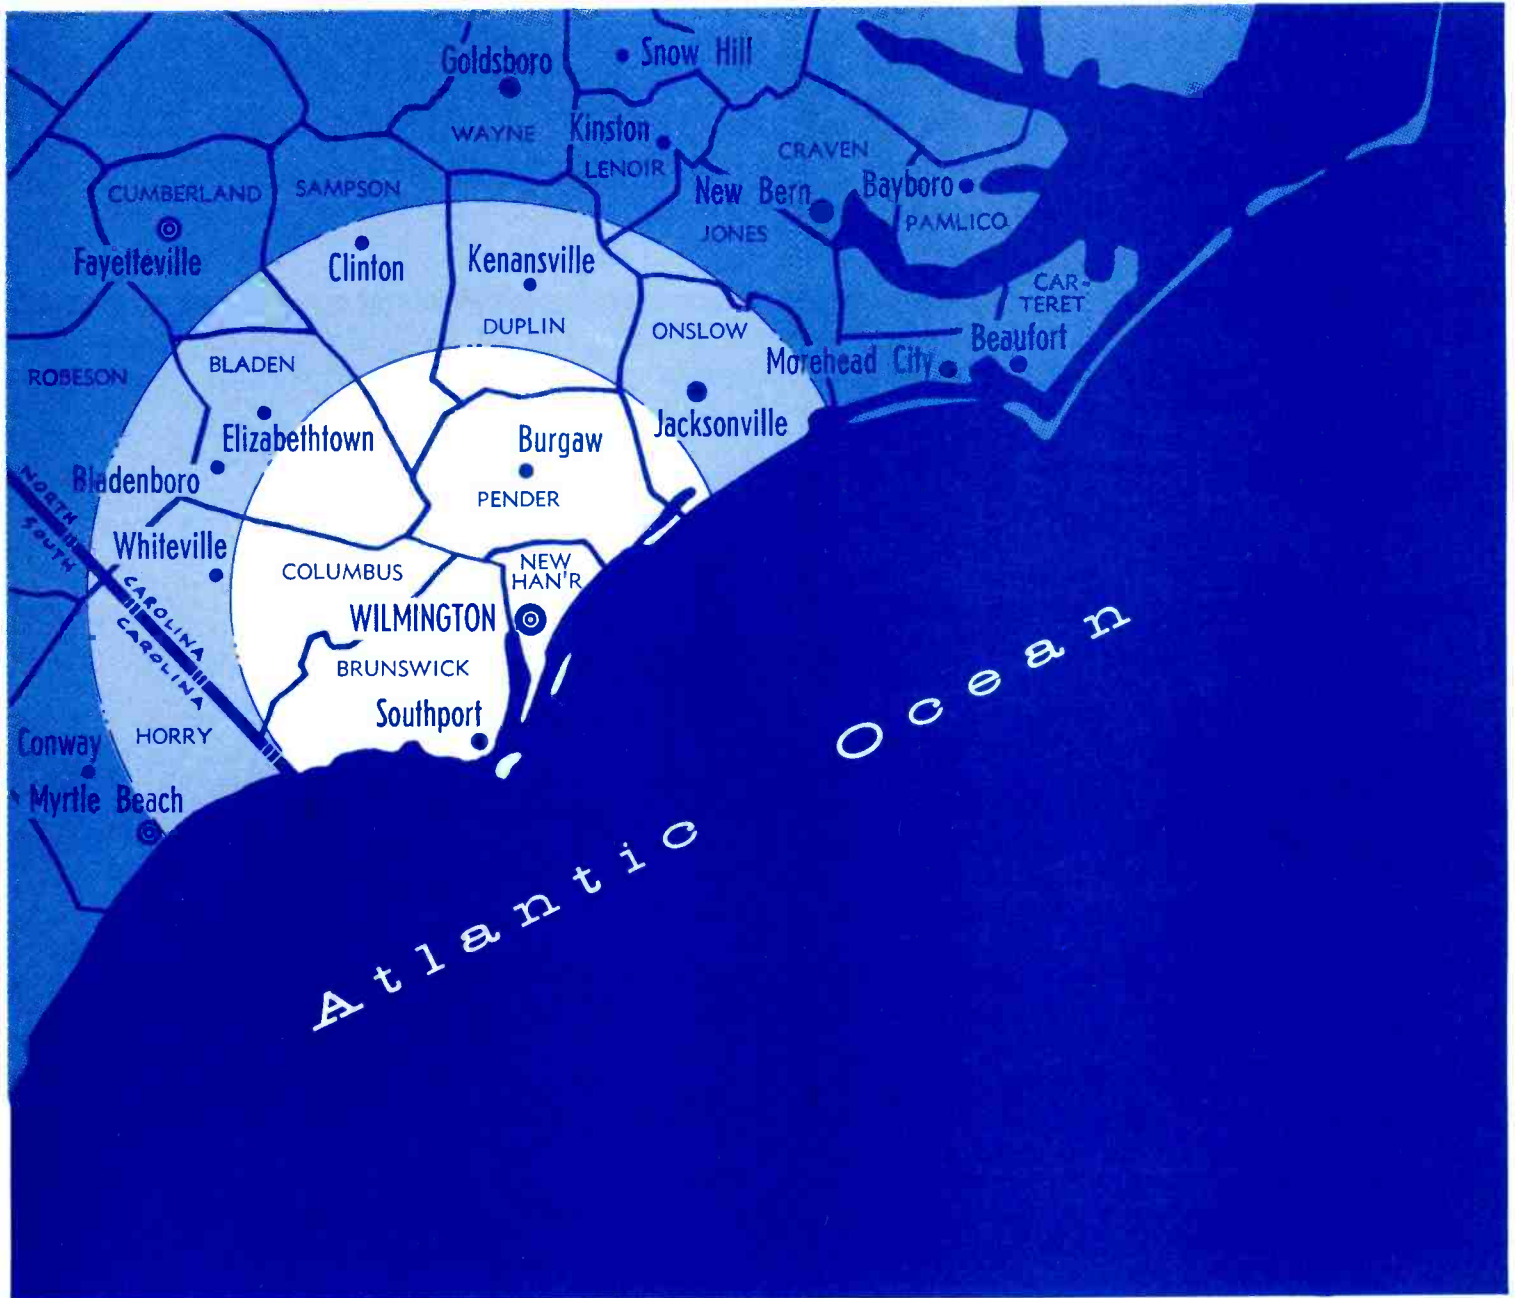 Goldsboro
Snow Hill
WAYNE
Kinston
LENOIR
CRAVEN
CUMBERLAND
SAMPSON
New Bern
Bayboro
JONES
PAMLICO
Fayetteville
Clinton
Kenansville
CAR-
TERET
DUPLIN
ONSLOW
Beaufort
Morehead City
ROBESON
BLADEN
Jacksonville
Elizabethtown
Burgaw
Bladenboro
PENDER
NORTH
SOUTH
Whiteville
COLUMBUS
NEW
HAN'R
CAROLINA
CAROLINA
WILMINGTON
BRUNSWICK
Southport
HORRY
Conway
Myrtle Beach
Atlantic Ocean